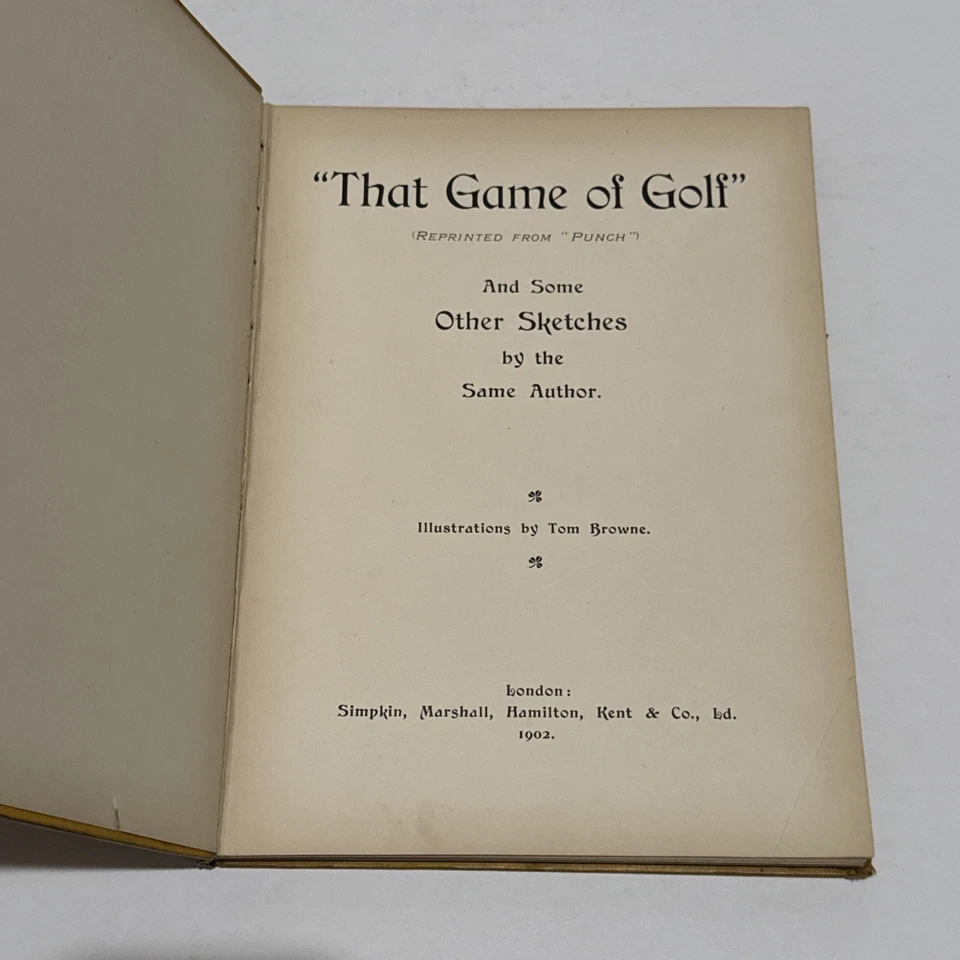 "That Game of Golf"
(REPRINTED FROM "PUNCH")
And Some
Other Sketches
by the
Same Author.
Illustrations by Tom Browne.
London:
Simpkin, Marshall, Hamilton, Kent & Co., Ld.
1902.